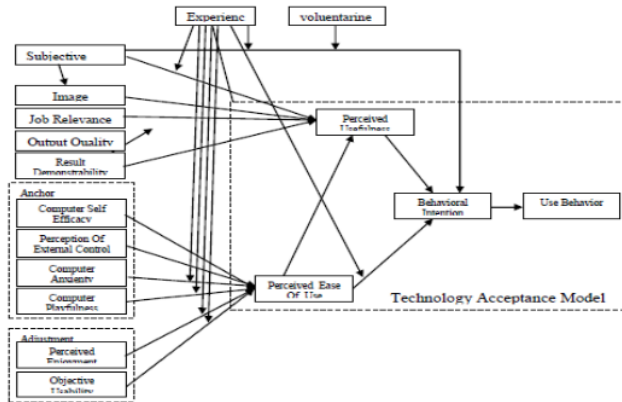 Experienc
voluentarine
Subjective
Image
Job Relevance
Output Quality
Result
Demonstrability
Perceived
Usefulness
Anchor
Computer Self
Efficacy
Perception Of
External Control
Computer
Anxiety
Computer
Playfulness
Behavioral
Intention
Use Behavior
Perceived Ease
Of Use
Technology Acceptance Model
Adjustment
Perceived
Enjoyment
Objective
Usability